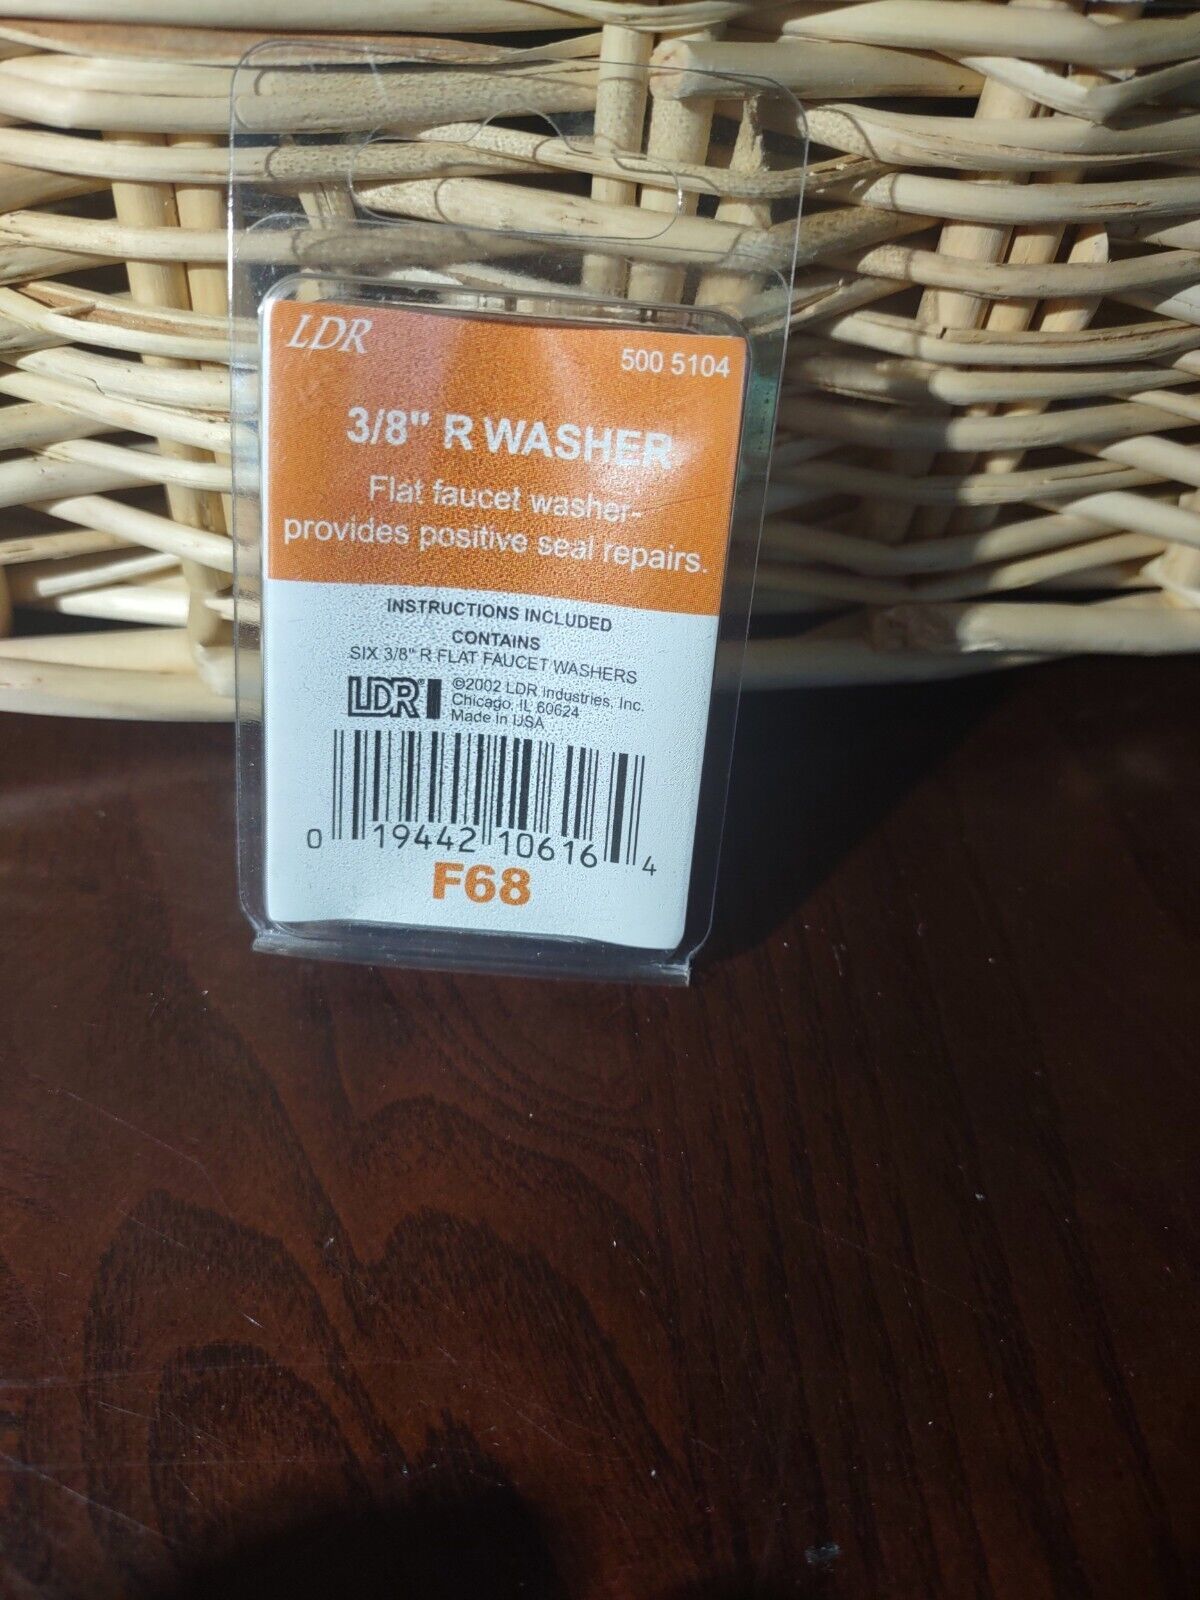 LDR
500 5104
3/8" R WASHER
Flat faucet washer-
provides positive seal repairs.
INSTRUCTIONS INCLUDED
CONTAINS
SIX 3/8" R FLAT FAUCET WASHERS
LDR® ©2002 LDR Industries, Inc.
Chicago, IL 60624
Made in USA
0 19442 10616 4
F68